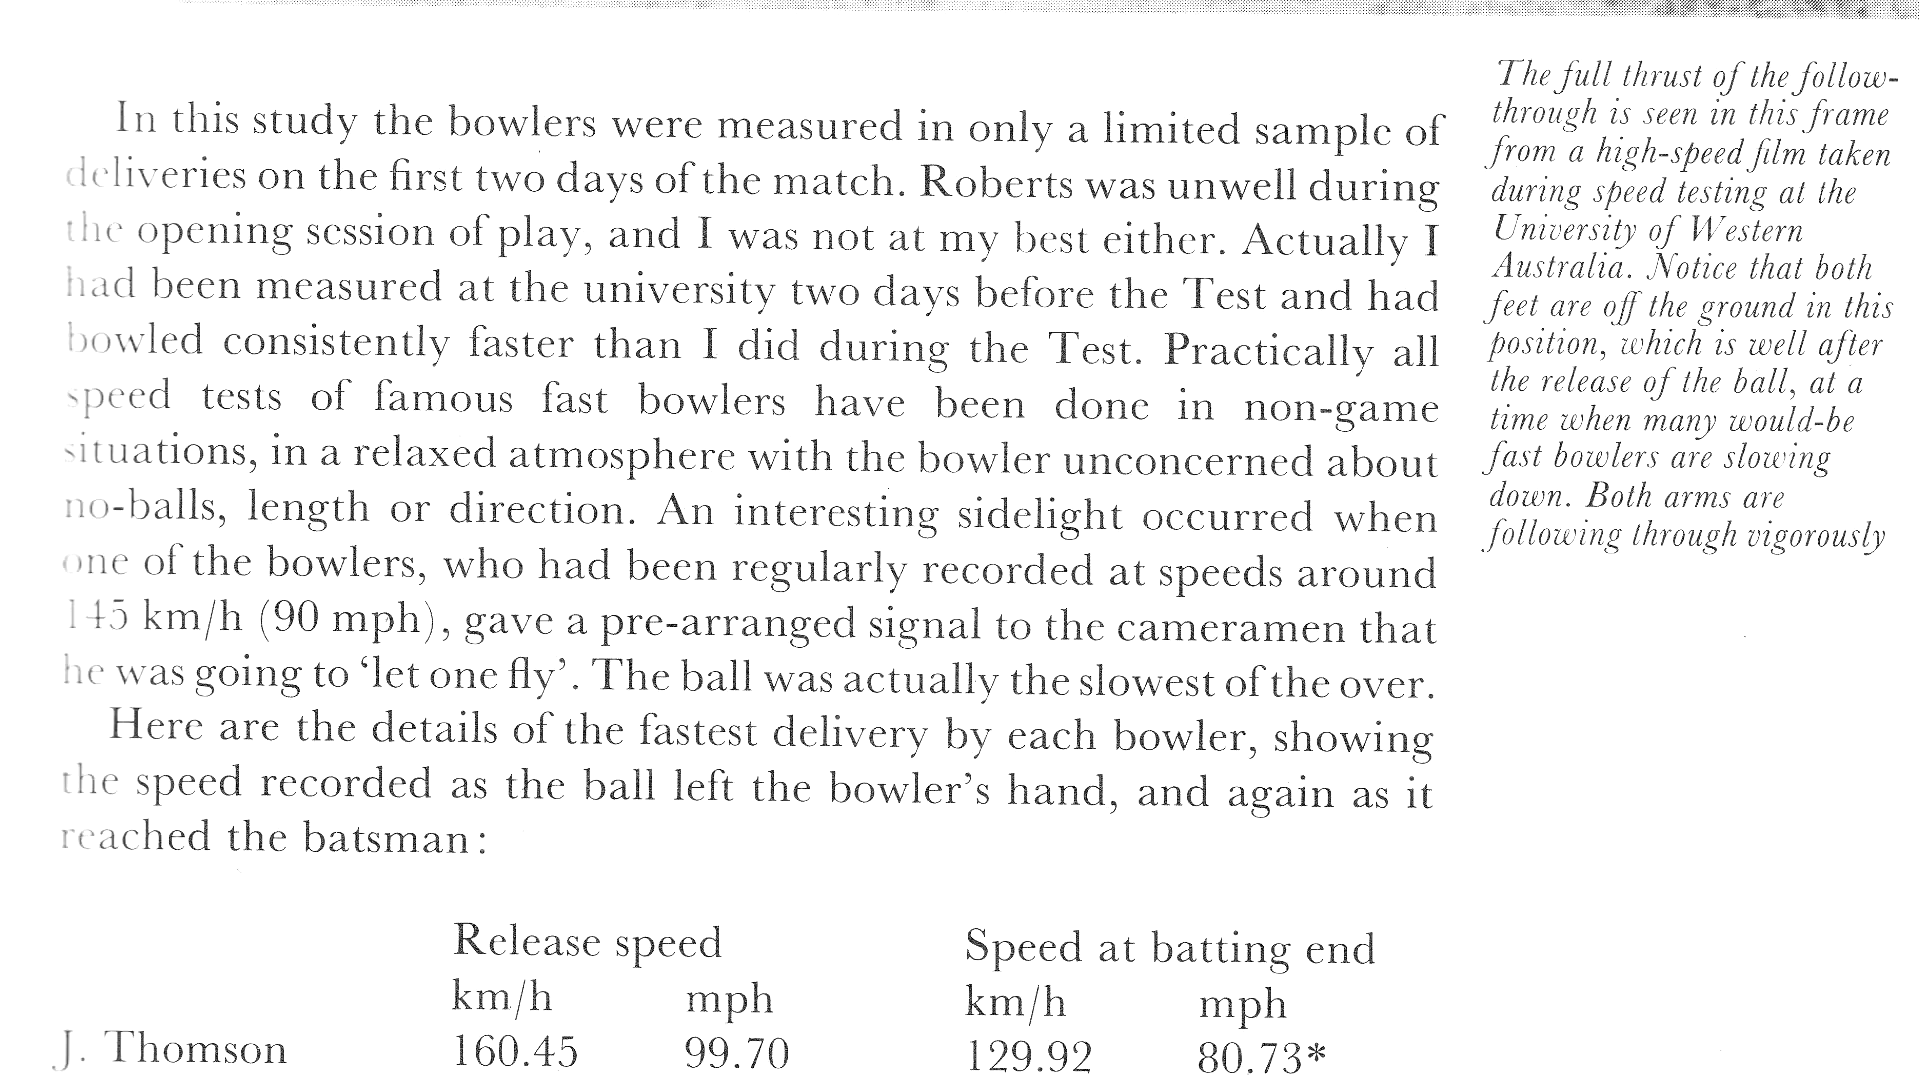 In this study the bowlers were measured in only a limited sample of
deliveries on the first two days of the match. Roberts was unwell during
the opening session of play, and I was not at my best either. Actually I
had been measured at the university two days before the Test and had
bowled consistently faster than I did during the Test. Practically all
speed tests of famous fast bowlers have been done in non-game
situations, in a relaxed atmosphere with the bowler unconcerned about
no-balls, length or direction. An interesting sidelight occurred when
one of the bowlers, who had been regularly recorded at speeds around
145 km/h (90 mph), gave a pre-arranged signal to the cameramen that
he was going to ‘let one fly’. The ball was actually the slowest of the over.
Here are the details of the fastest delivery by each bowler, showing
the speed recorded as the ball left the bowler’s hand, and again as it
reached the batsman:
Release speed Speed at batting end
km/h mph km/h mph
J. Thomson 160.45 99.70 129.92 80.73*
The full thrust of the follow-
through is seen in this frame
from a high-speed film taken
during speed testing at the
University of Western
Australia. Notice that both
feet are off the ground in this
position, which is well after
the release of the ball, at a
time when many would-be
fast bowlers are slowing
down. Both arms are
following through vigorously